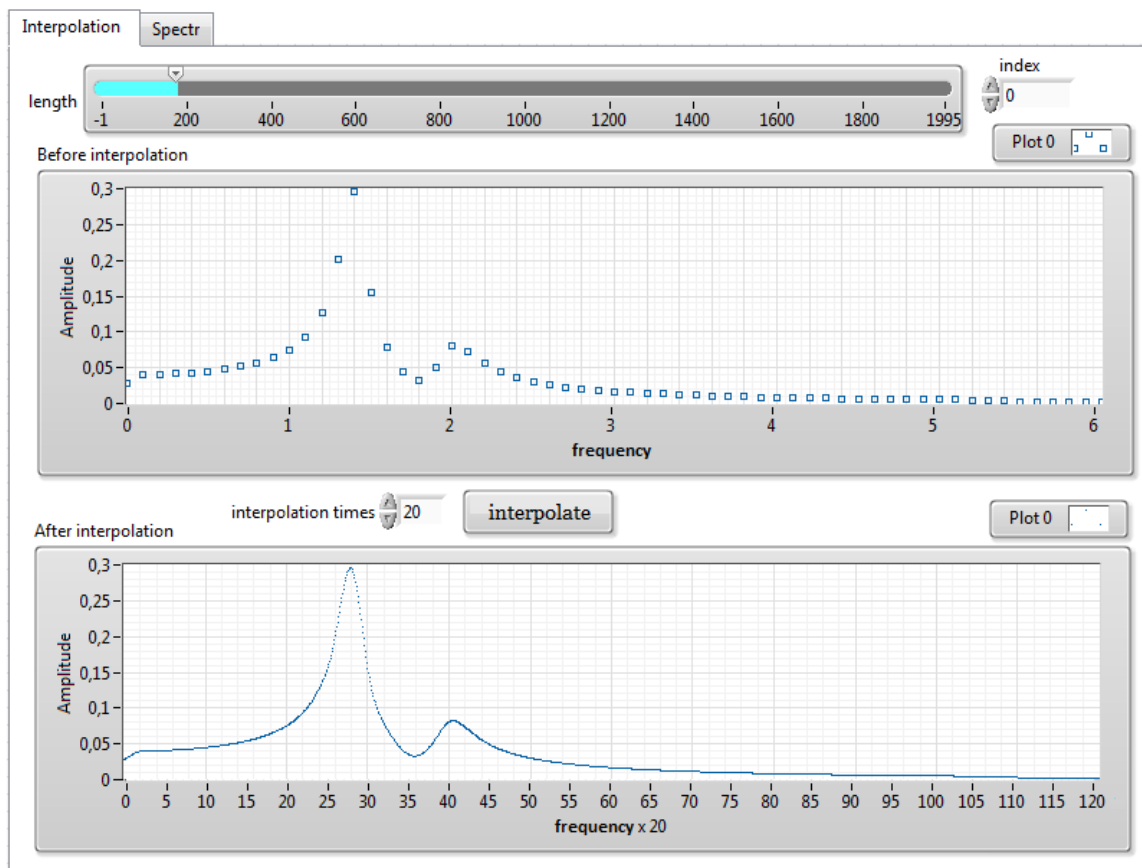 Interpolation Spectr
index
length
0
-1 200 400 600 800 1000 1200 1400 1600 1800 1995
Plot 0
Before interpolation
0,3
0,25
0,2
0,15
0,1
0,05
0
Amplitude
0 1 2 3 4 5 6
frequency
interpolation times 20 interpolate
Plot 0
After interpolation
0,3
0,25
0,2
0,15
0,1
0,05
0
Amplitude
0 5 10 15 20 25 30 35 40 45 50 55 60 65 70 75 80 85 90 95 100 105 110 115 120
frequency x 20